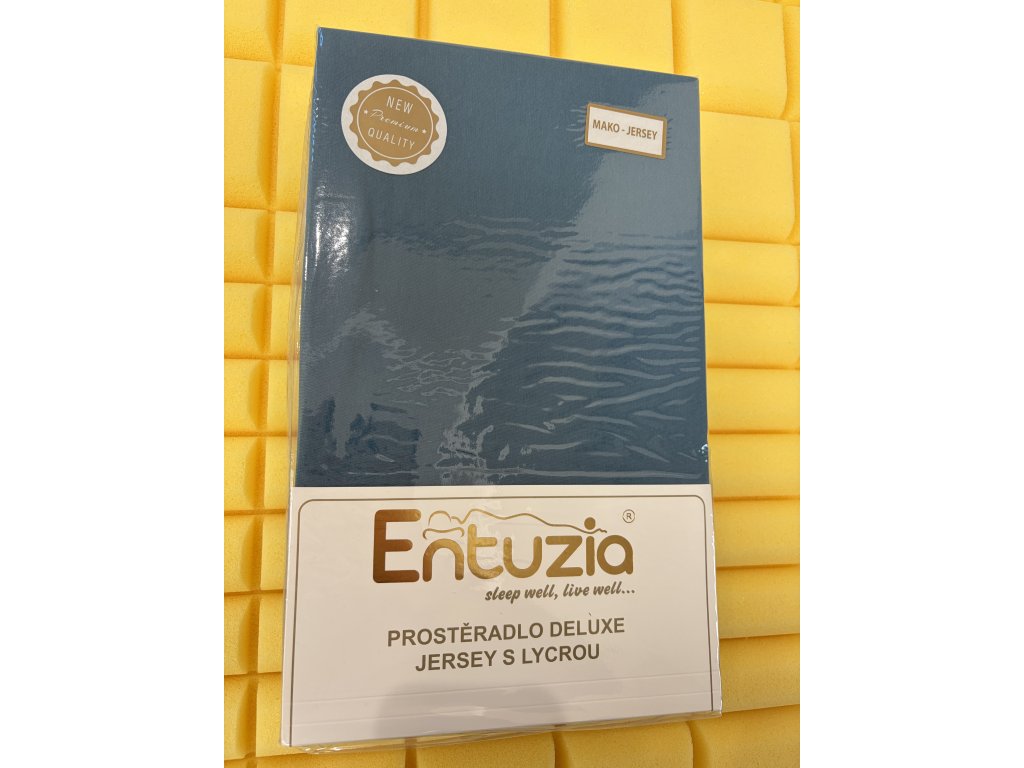 NEW
Premium
QUALITY
MAKO - JERSEY
Entuzia ®
sleep well, live well...
PROSTĚRADLO DELUXE
JERSEY S LYCROU